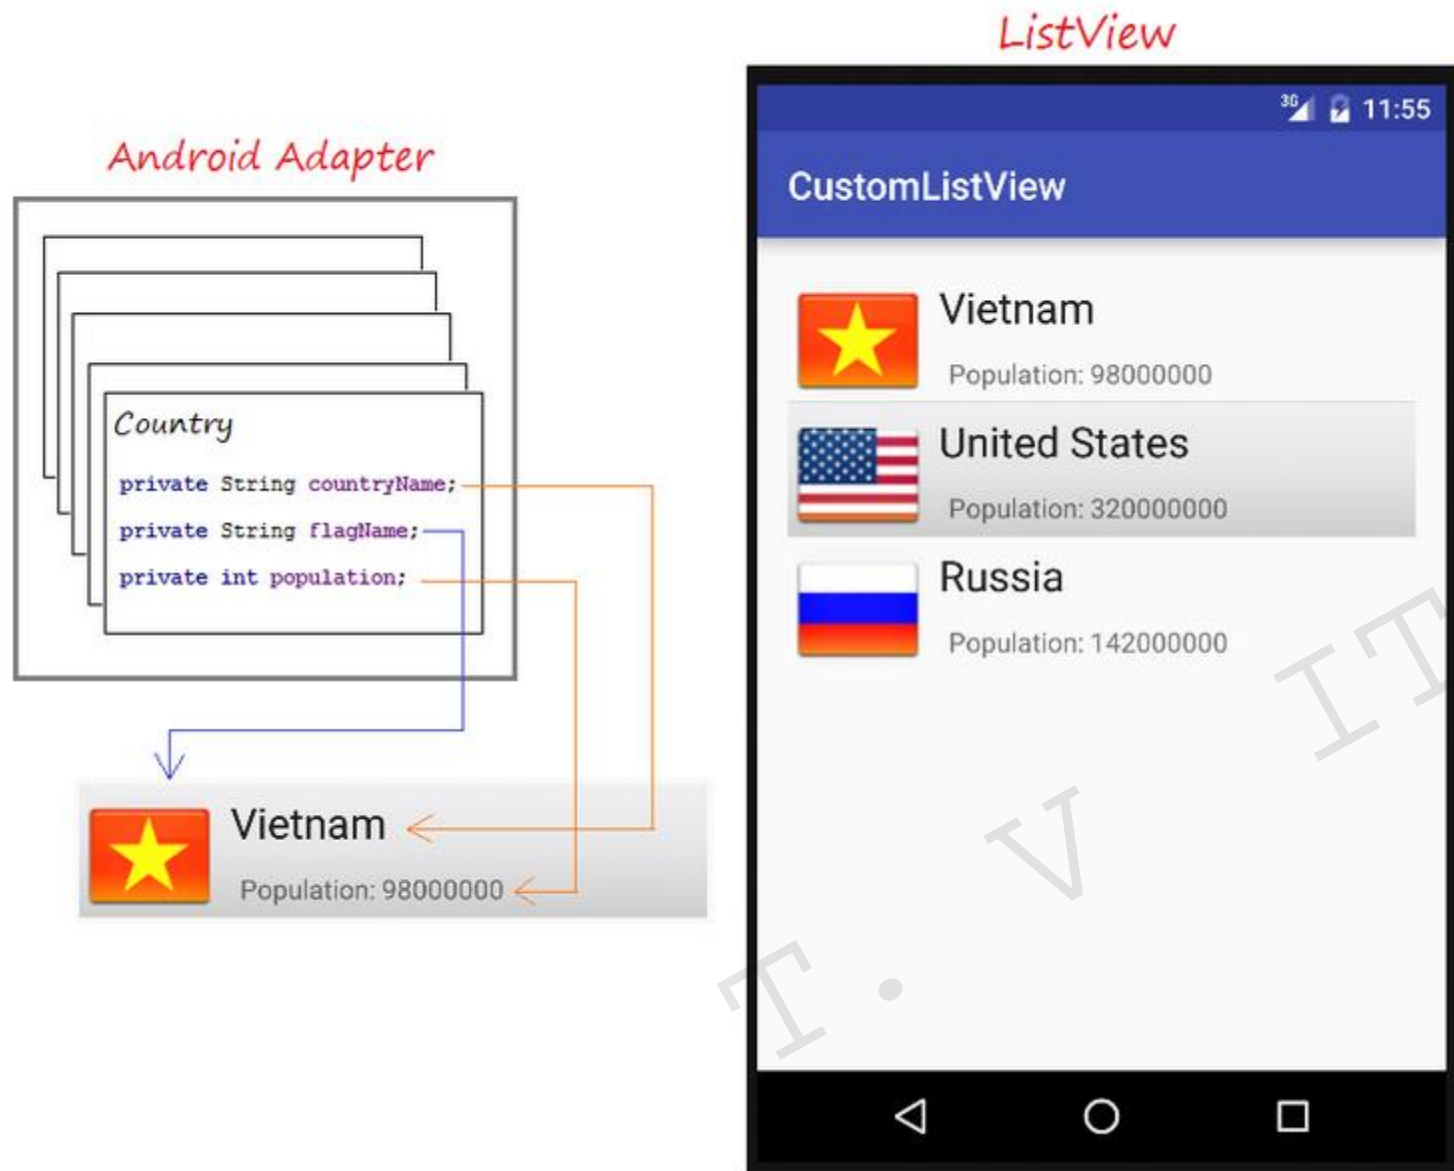 ListView
Android Adapter
Country
private String countryName;
private String flagName;
private int population;
Vietnam
Population: 98000000
3G 11:55
CustomListView
Vietnam
Population: 98000000
United States
Population: 320000000
Russia
Population: 142000000
T. V IT